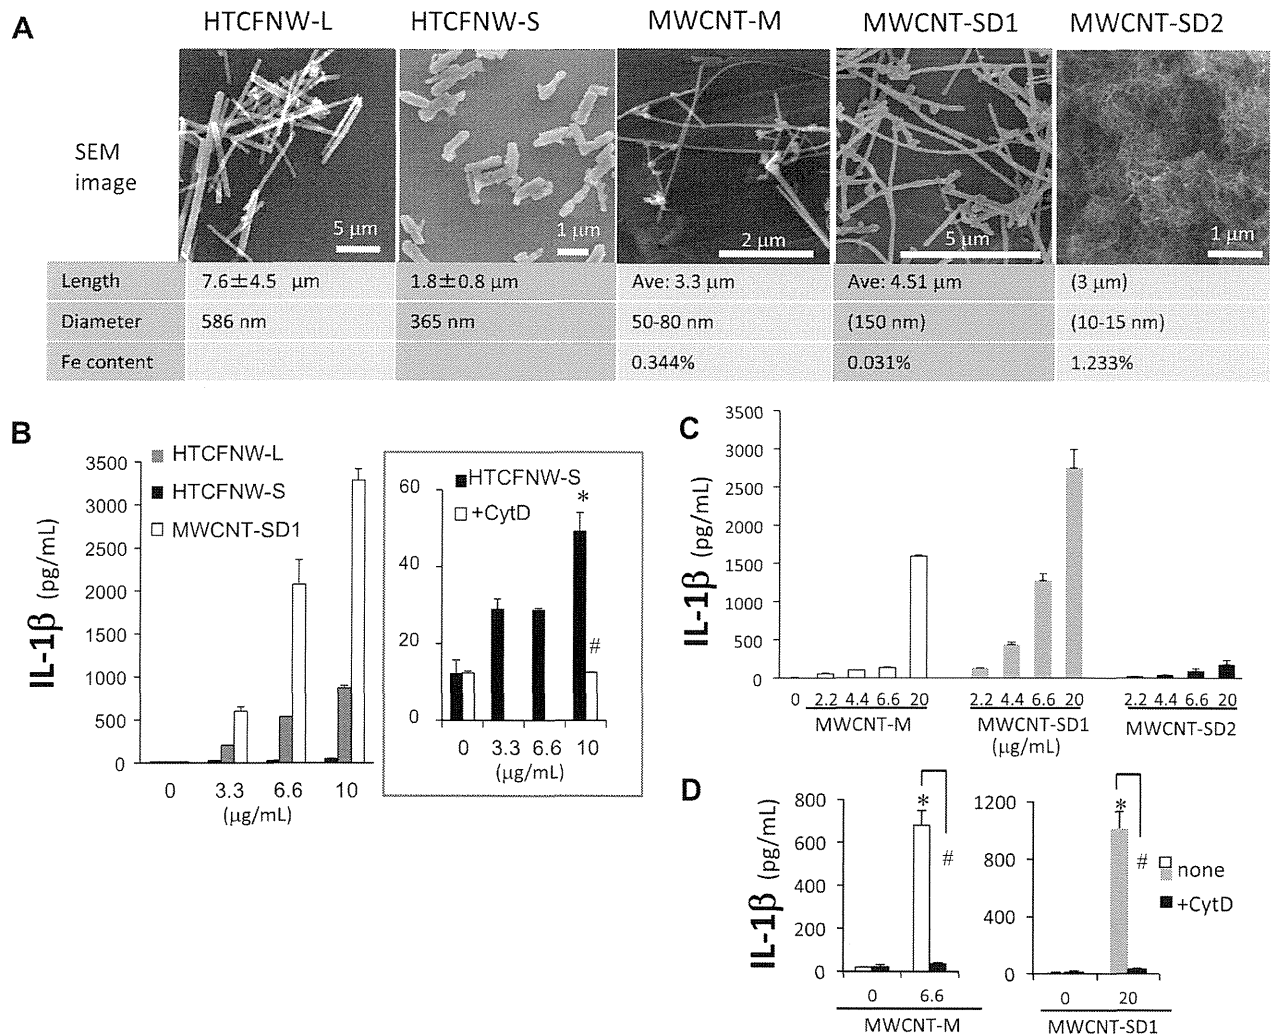 A
HTCFNW-L HTCFNW-S MWCNT-M MWCNT-SD1 MWCNT-SD2
SEM
image
5 μm 1 μm 2 μm 5 μm 1 μm
Length 7.6±4.5 μm 1.8±0.8 μm Ave: 3.3 μm Ave: 4.51 μm (3 μm)
Diameter 586 nm 365 nm 50-80 nm (150 nm) (10-15 nm)
Fe content 0.344% 0.031% 1.233%
B
HTCFNW-L
HTCFNW-S
MWCNT-SD1
IL-1β (pg/mL)
3500
3000
2500
2000
1500
1000
500
0
0 3.3 6.6 10
(μg/mL)
HTCFNW-S
+CytD
60
40
20
0
*
#
0 3.3 6.6 10
(μg/mL)
C
IL-1β (pg/mL)
3500
3000
2500
2000
1500
1000
500
0
0 2.2 4.4 6.6 20 2.2 4.4 6.6 20 2.2 4.4 6.6 20
MWCNT-M MWCNT-SD1 MWCNT-SD2
(μg/mL)
D
IL-1β (pg/mL)
800
600
400
200
0
*
#
0 6.6
MWCNT-M
1200
800
400
0
*
#
0 20
MWCNT-SD1
none
+CytD